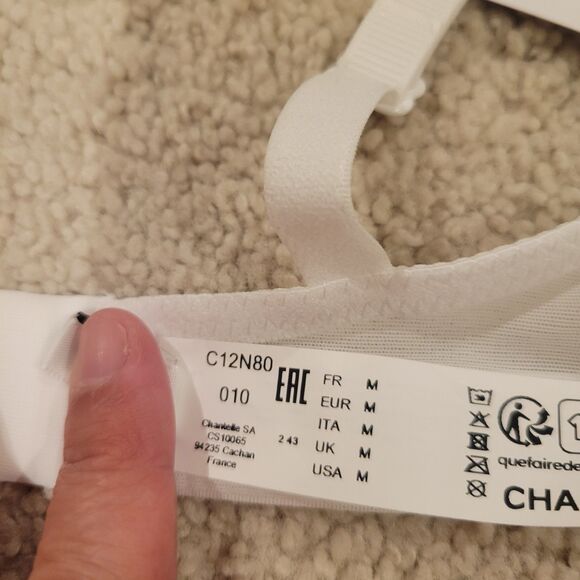 C12N80
010
Chantelle SA
CS10065
94235 Cachan
France
EAC
2 43
FR M
EUR M
ITA M
UK M
USA M
quefairede
CHA